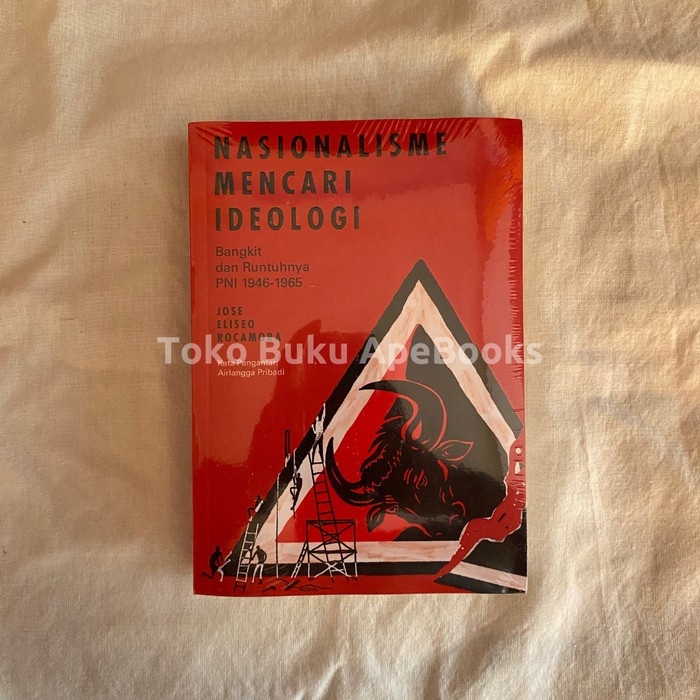 NASIONALISME
MENCARI
IDEOLOGI
Bangkit
dan Runtuhnya
PNI 1946-1965
JOSE
ELISEO
ROCAMORA
Toko Buku ApeBooks
Kata Pengantar:
Airlangga Pribadi